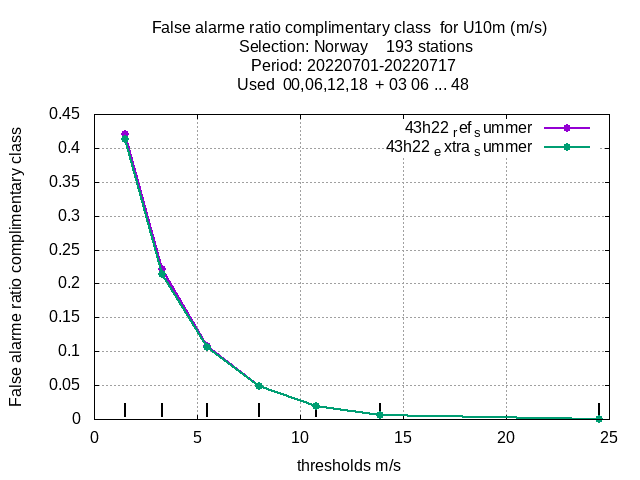 False alarme ratio complimentary class  for U10m (m/s)
Selection: Norway    193 stations
Period: 20220701-20220717
Used  00,06,12,18  + 03 06 ... 48
43h22 ref summer
43h22 extra summer
False alarme ratio complimentary class
0.45
0.4
0.35
0.3
0.25
0.2
0.15
0.1
0.05
0
0 5 10 15 20 25
thresholds m/s